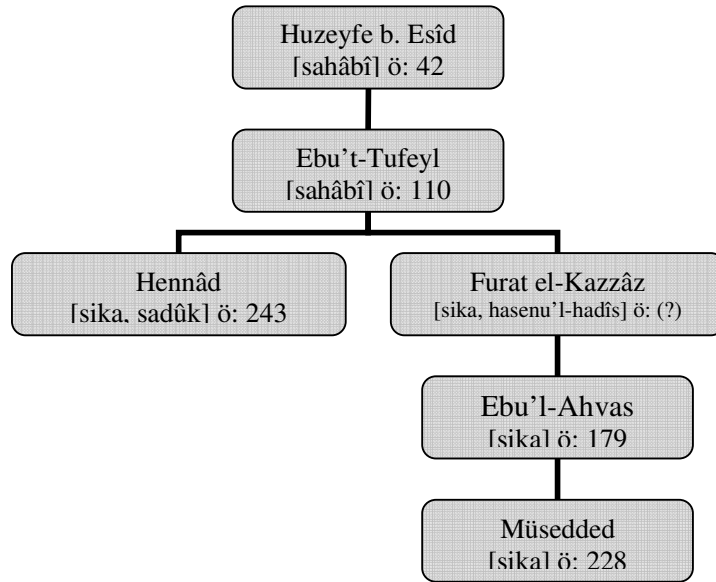 Huzeyfe b. Esîd
[sahâbî] ö: 42
Ebu’t-Tufeyl
[sahâbî] ö: 110
Hennâd
[sika, sadûk] ö: 243
Furat el-Kazzâz
[sika, hasenu’l-hadîs] ö: (?)
Ebu’l-Ahvas
[sika] ö: 179
Müsedded
[sika] ö: 228